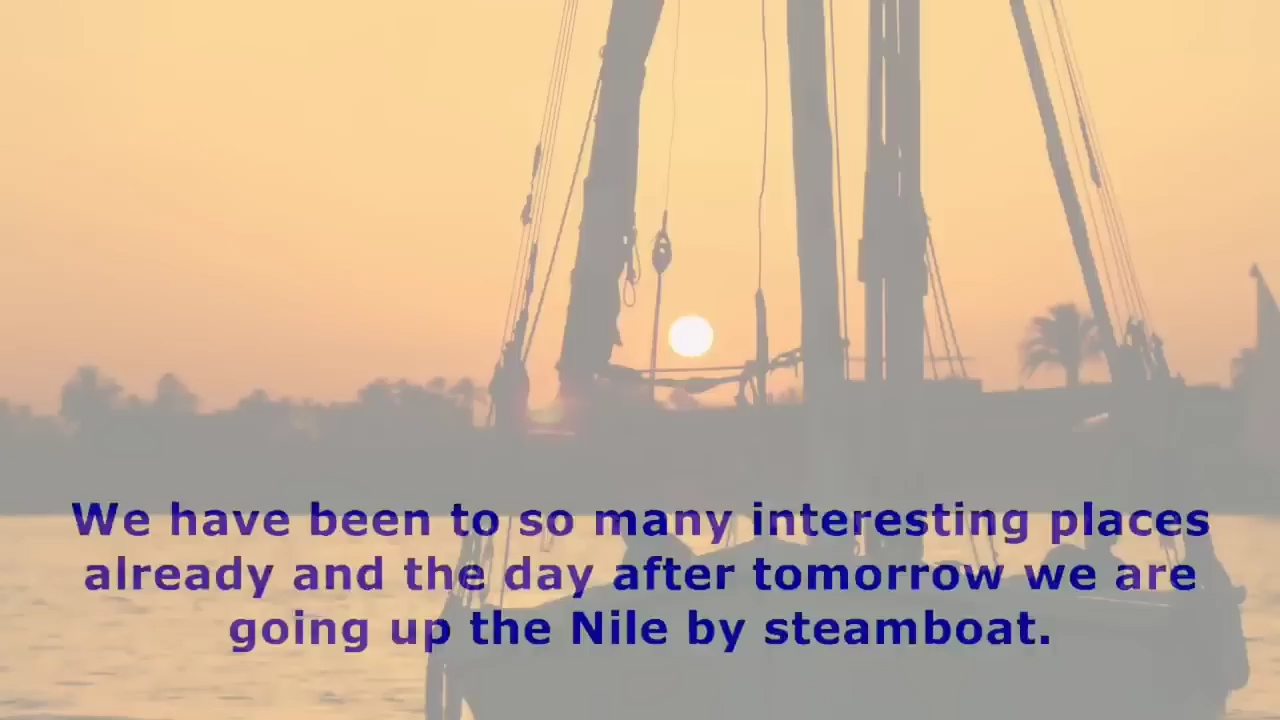 We have been to so many interesting places
already and the day after tomorrow we are
going up the Nile by steamboat.